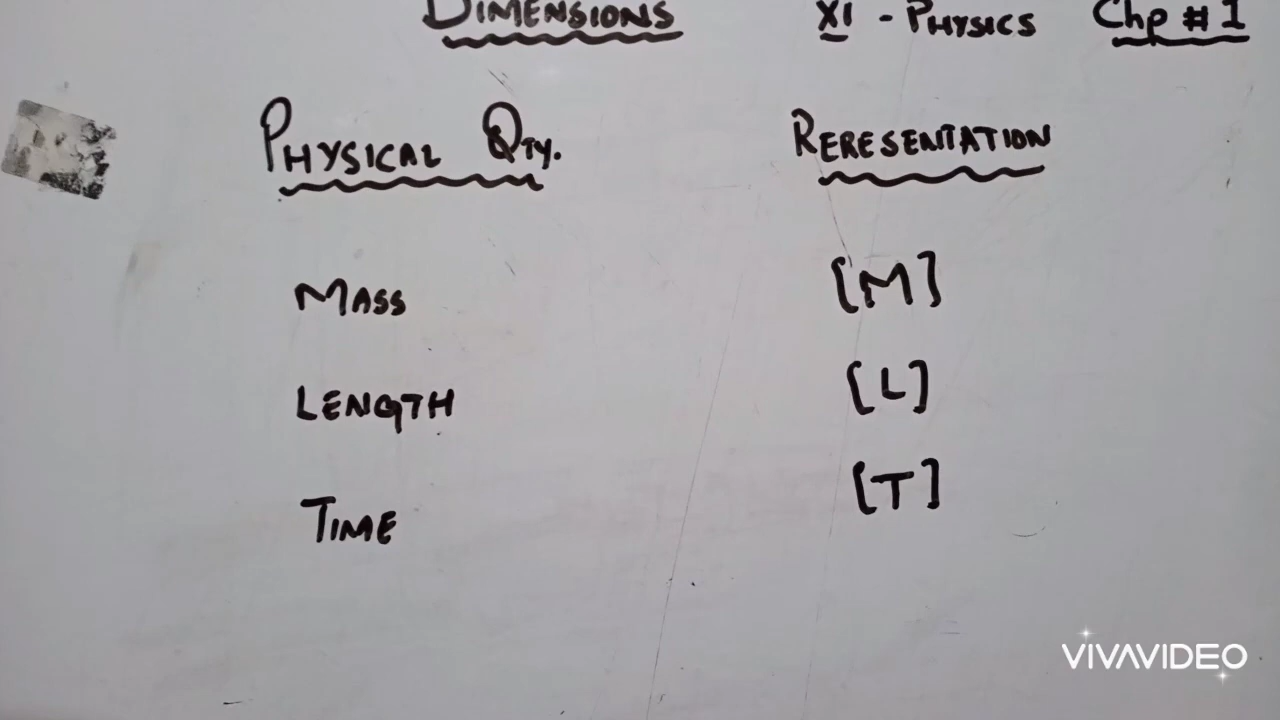 DIMENSIONS XI - PHYSICS Chp # 1
PHYSICAL QTY. RERESENTATION
MASS [M]
LENGTH [L]
TIME [T]
VIVAVIDEO